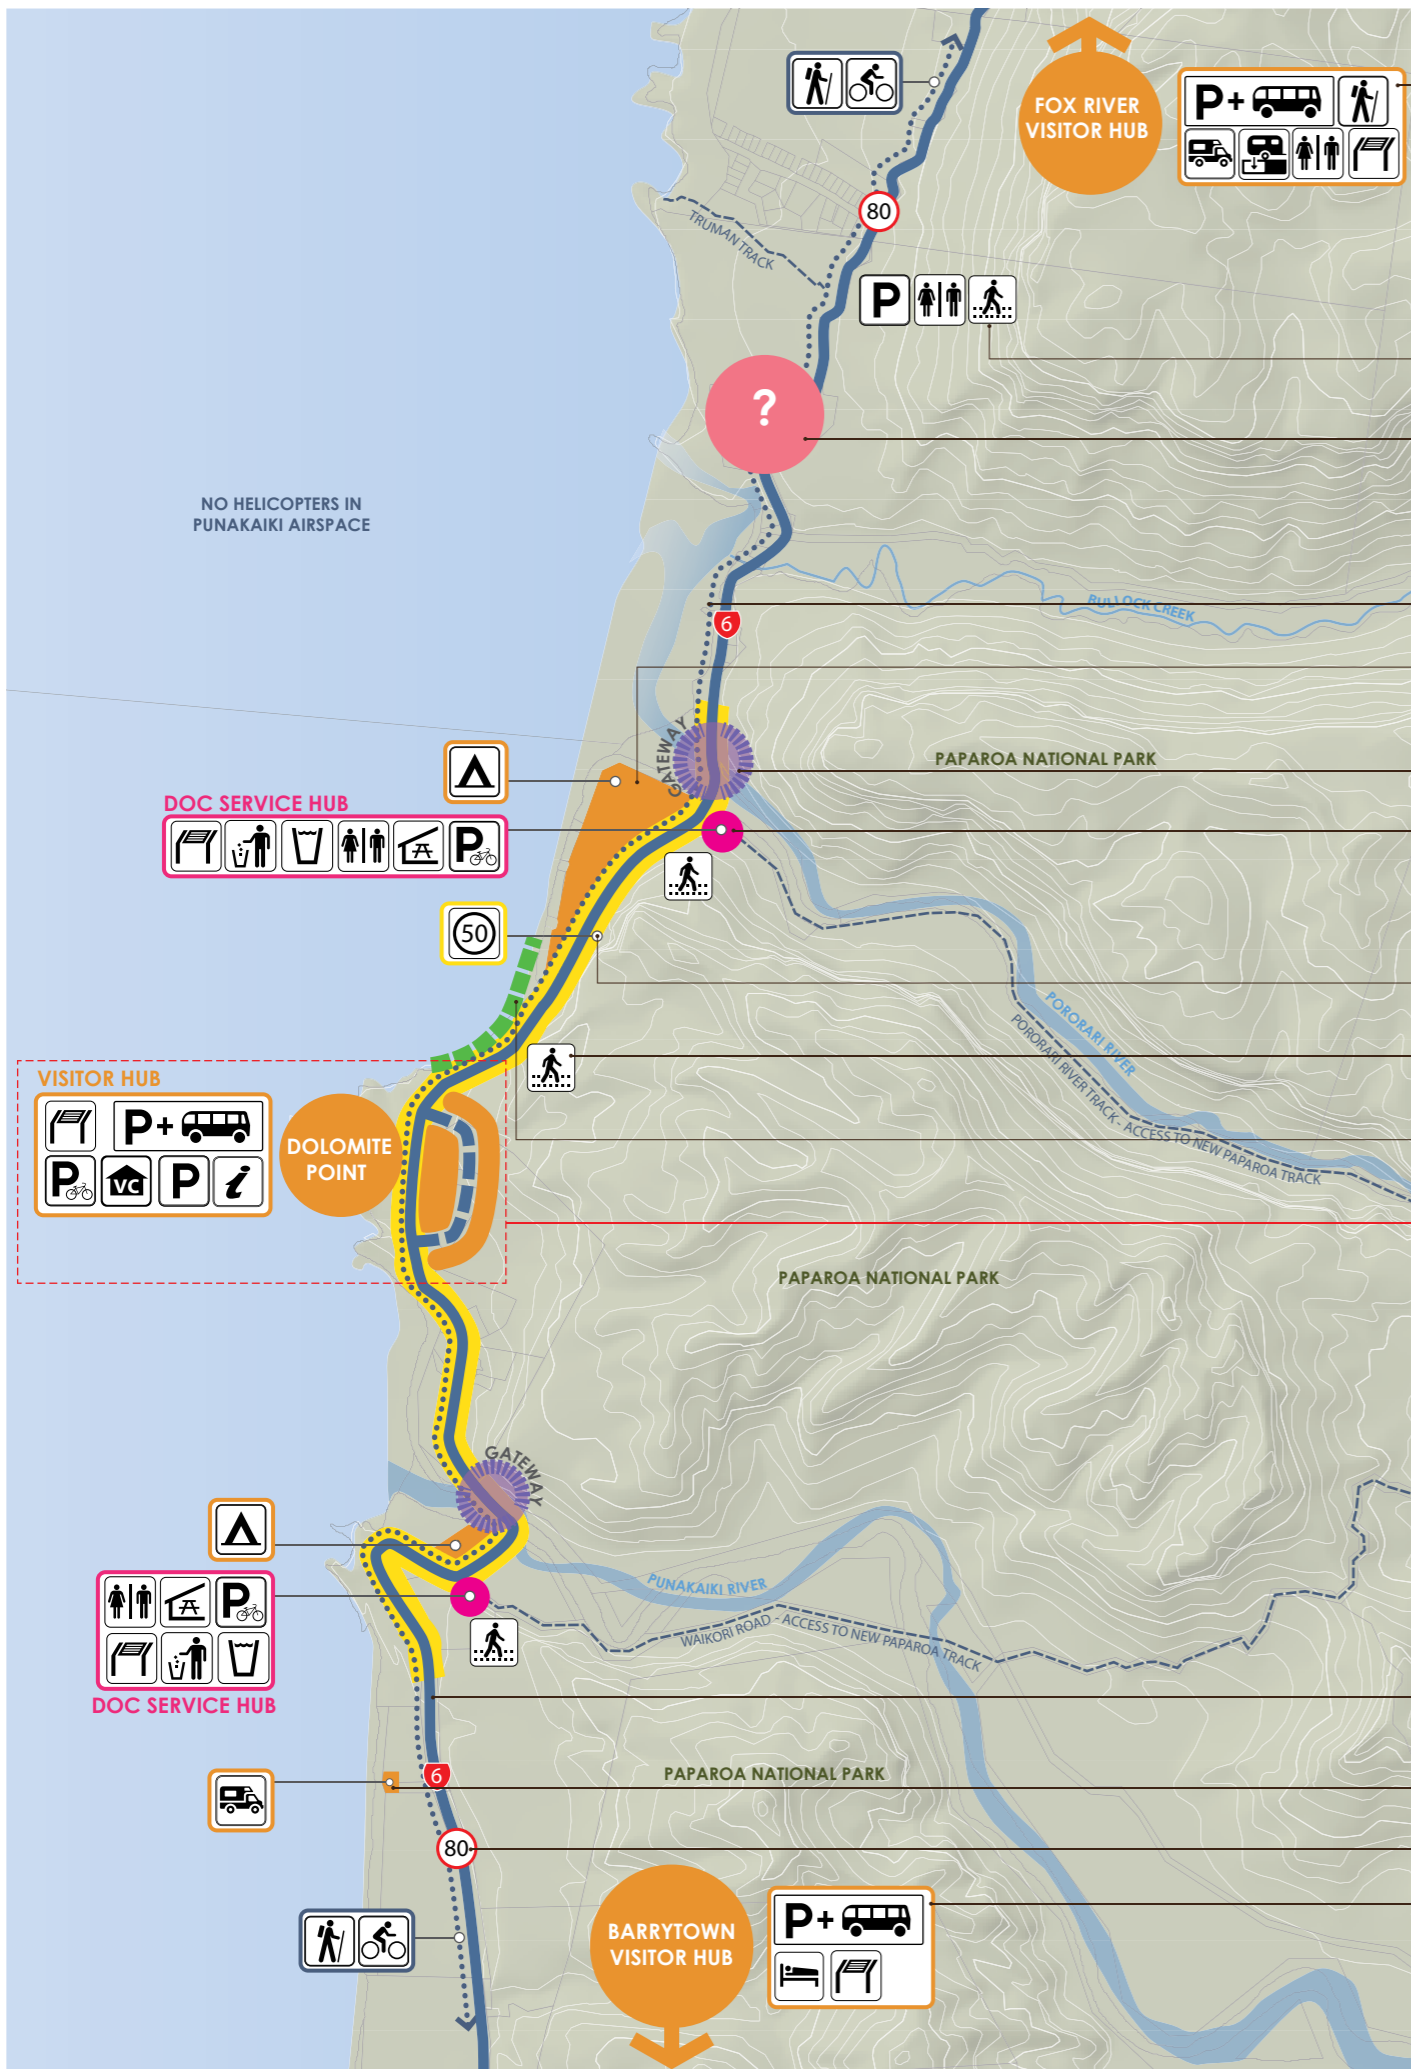 FOX RIVER
VISITOR HUB
P+
80
TRUMAN TRACK
P
?
NO HELICOPTERS IN
PUNAKAIKI AIRSPACE
BULLOCK CREEK
6
GATEWAY
PAPAROA NATIONAL PARK
DOC SERVICE HUB
P
50
PORORARI RIVER
PORORARI RIVER TRACK - ACCESS TO NEW PAPAROA TRACK
VISITOR HUB
P+
P
VC
P
i
DOLOMITE
POINT
PAPAROA NATIONAL PARK
GATEWAY
PUNAKAIKI RIVER
WAIKORI ROAD - ACCESS TO NEW PAPAROA TRACK
P
DOC SERVICE HUB
6
PAPAROA NATIONAL PARK
80
BARRYTOWN
VISITOR HUB
P+